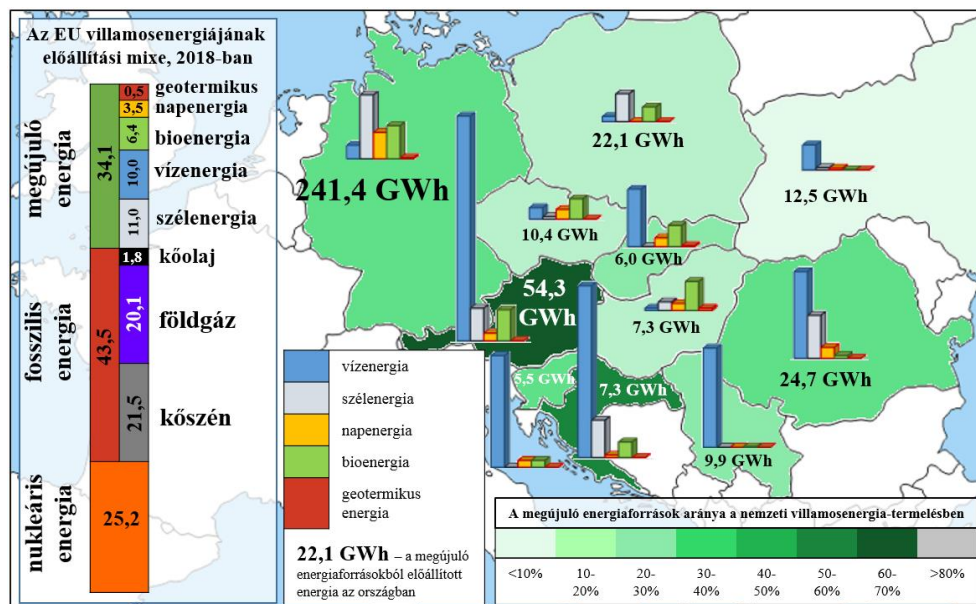 Az EU villamosenergiájának
előállítási mixe, 2018-ban
megújuló
energia
34,1
0,5
geotermikus
3,5
napenergia
6,4
bioenergia
10,0
vízenergia
11,0
szélenergia
fosszilis
energia
43,5
1,8
kőolaj
20,1
földgáz
21,5
kőszén
nukleáris
energia
25,2
241,4 GWh
22,1 GWh
12,5 GWh
10,4 GWh
6,0 GWh
54,3
GWh
7,3 GWh
5,5 GWh
7,3 GWh
24,7 GWh
9,9 GWh
vízenergia
szélenergia
napenergia
bioenergia
geotermikus
energia
22,1 GWh – a megújuló
energiaforrásokból előállított
energia az országban
A megújuló energiaforrások aránya a nemzeti villamosenergia-termelésben
<10%
10-
20%
20-
30%
30-
40%
40-
50%
50-
60%
60-
70%
>80%